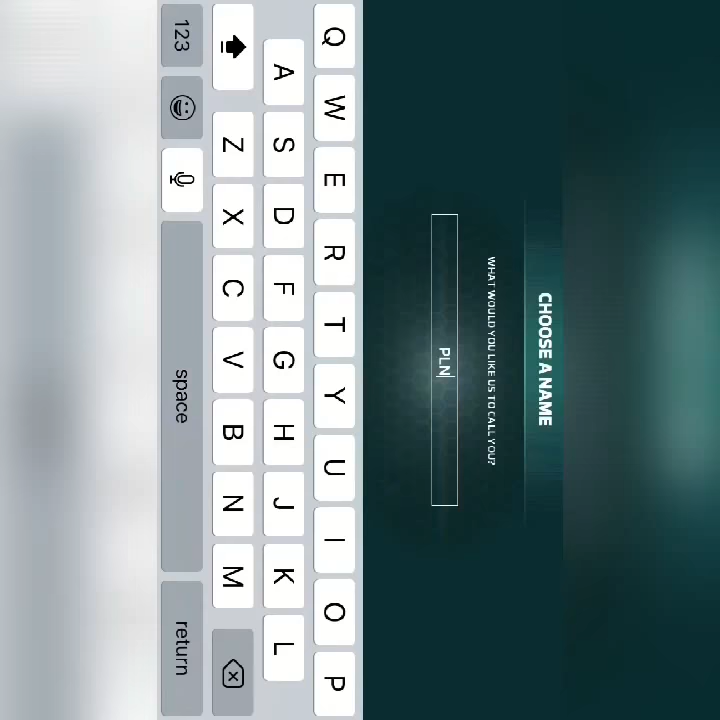 CHOOSE A NAME
WHAT WOULD YOU LIKE US TO CALL YOU?
PLN
Q W E R T Y U I O P
A S D F G H J K L
Z X C V B N M
123 space return